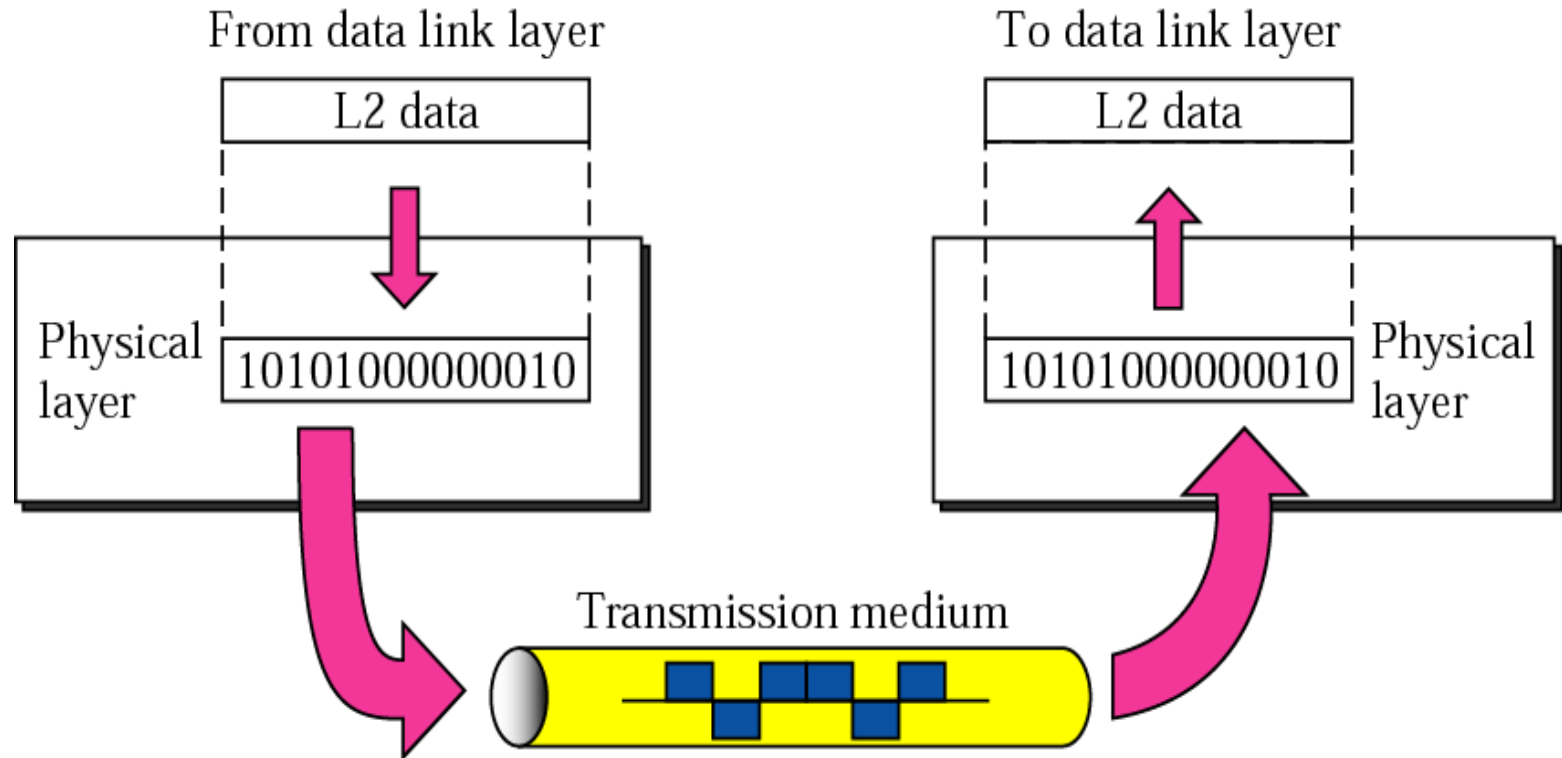 From data link layer
L2 data
Physical
layer
10101000000010
To data link layer
L2 data
10101000000010
Physical
layer
Transmission medium